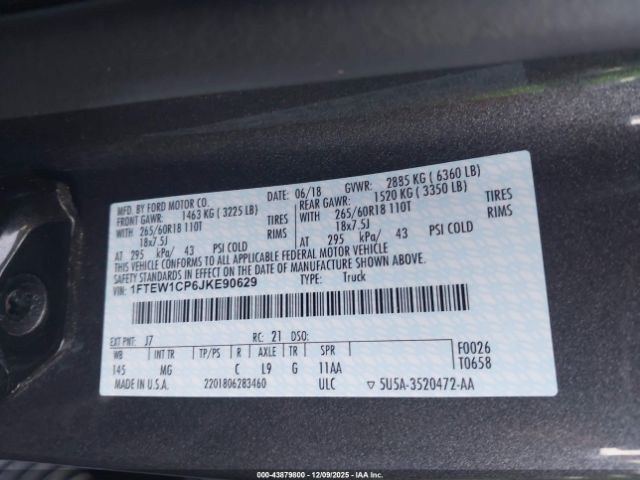 MFD. BY FORD MOTOR CO. DATE: 06/18 GVWR: 2885 KG ( 6360 LB)
FRONT GAWR: 1463 KG ( 3225 LB) REAR GAWR: 1520 KG ( 3350 LB)
WITH 265/60R18 110T TIRES WITH 265/60R18 110T TIRES
18x7.5J RIMS 18x7.5J RIMS
AT 295 kPa/ 43 PSI COLD AT 295 kPa/ 43 PSI COLD
THIS VEHICLE CONFORMS TO ALL APPLICABLE FEDERAL MOTOR VEHICLE
SAFETY AND THEFT PREVENTION STANDARDS IN EFFECT ON THE DATE OF MANUFACTURE SHOWN ABOVE.
VIN: 1FTEW1CP6JKE90629 TYPE: Truck
EXT PNT: J7 RC: 21 DSO: F0026
WB INT TR TP/PS R AXLE TR SPR T0658
145 MG C L9 G 11AA
MADE IN U.S.A. 2201806283460 ULC ▽ 5U5A-3520472-AA
44-43879800 - 12/09/2025 - IAA Inc.